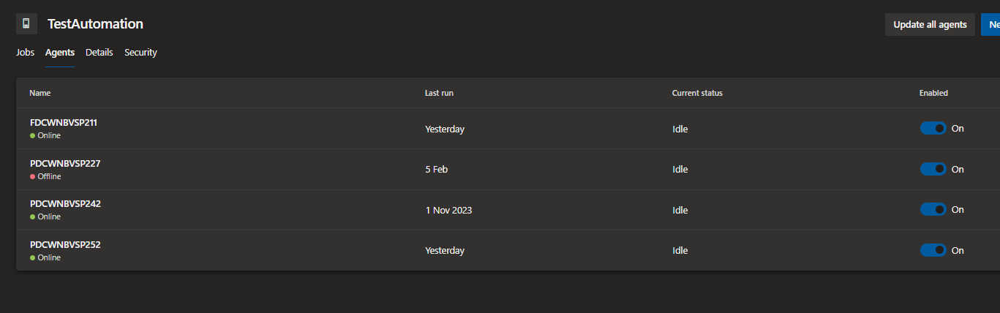 TestAutomation
Update all agents
Ne
Jobs Agents Details Security
Name Last run Current status Enabled
FDCWNBVSP211
Online
Yesterday Idle On
PDCWNBVSP227
Offline
5 Feb Idle On
PDCWNBVSP242
Online
1 Nov 2023 Idle On
PDCWNBVSP252
Online
Yesterday Idle On